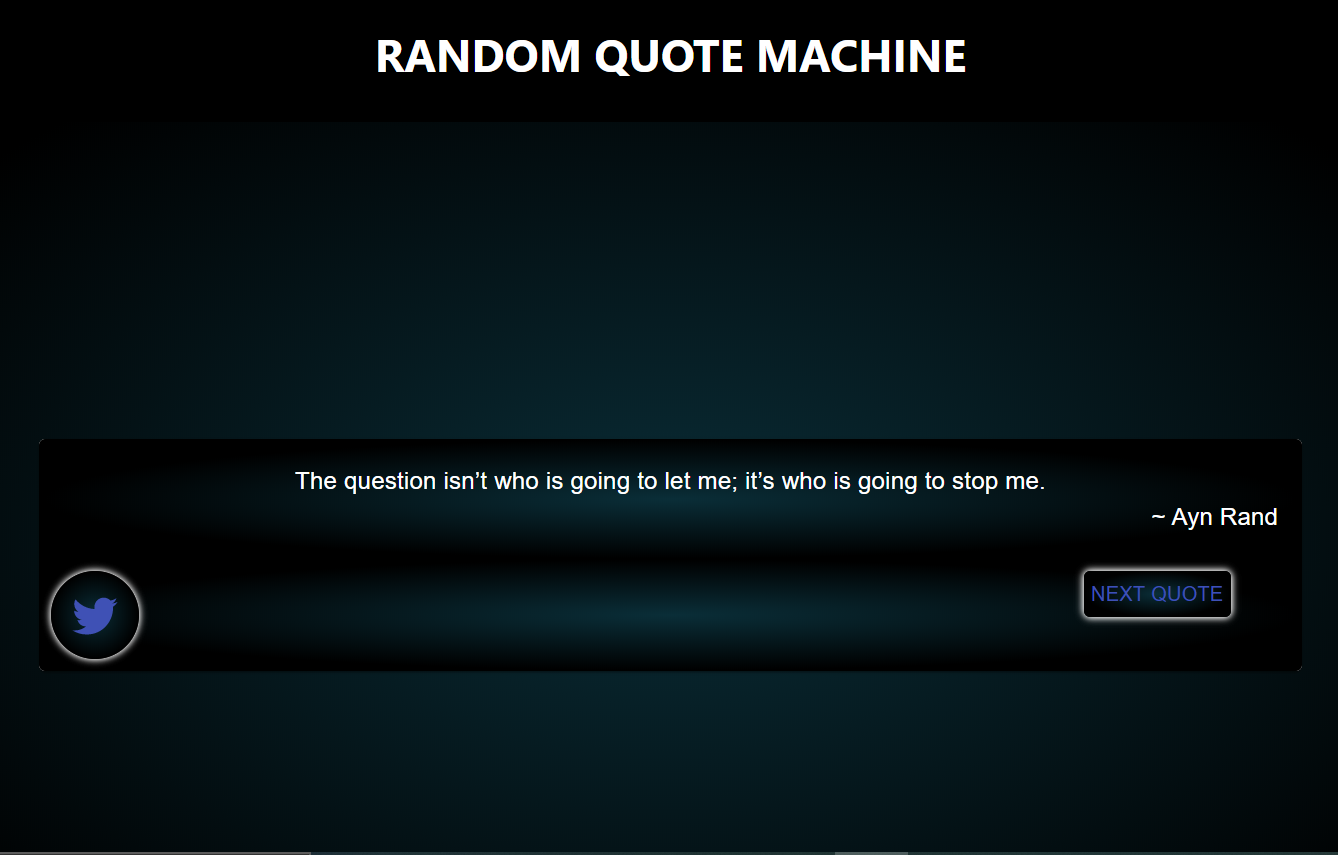 RANDOM QUOTE MACHINE
The question isn’t who is going to let me; it’s who is going to stop me.
~ Ayn Rand
NEXT QUOTE